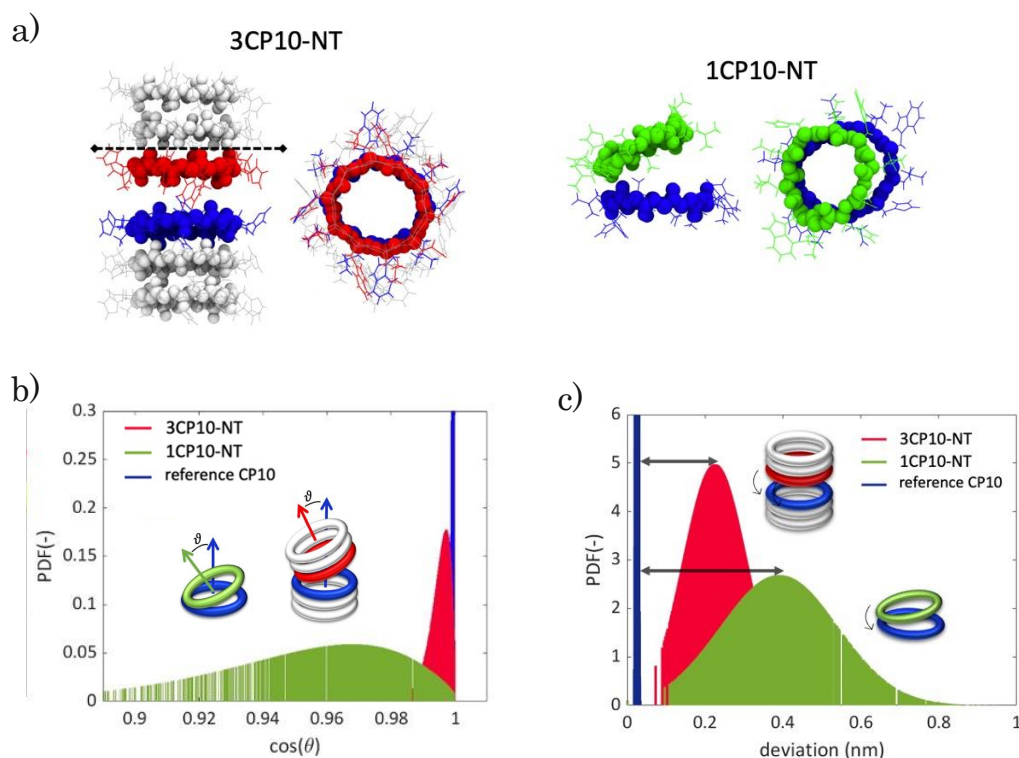 a)
3CP10-NT
1CP10-NT
b)
0.3
0.25
0.2
0.15
0.1
0.05
0
PDF(-)
3CP10-NT
1CP10-NT
reference CP10
ϑ
ϑ
0.9
0.92
0.94
0.96
0.98
1
cos(θ)
c)
6
5
4
3
2
1
0
PDF(-)
3CP10-NT
1CP10-NT
reference CP10
0
0.2
0.4
0.6
0.8
1
deviation (nm)